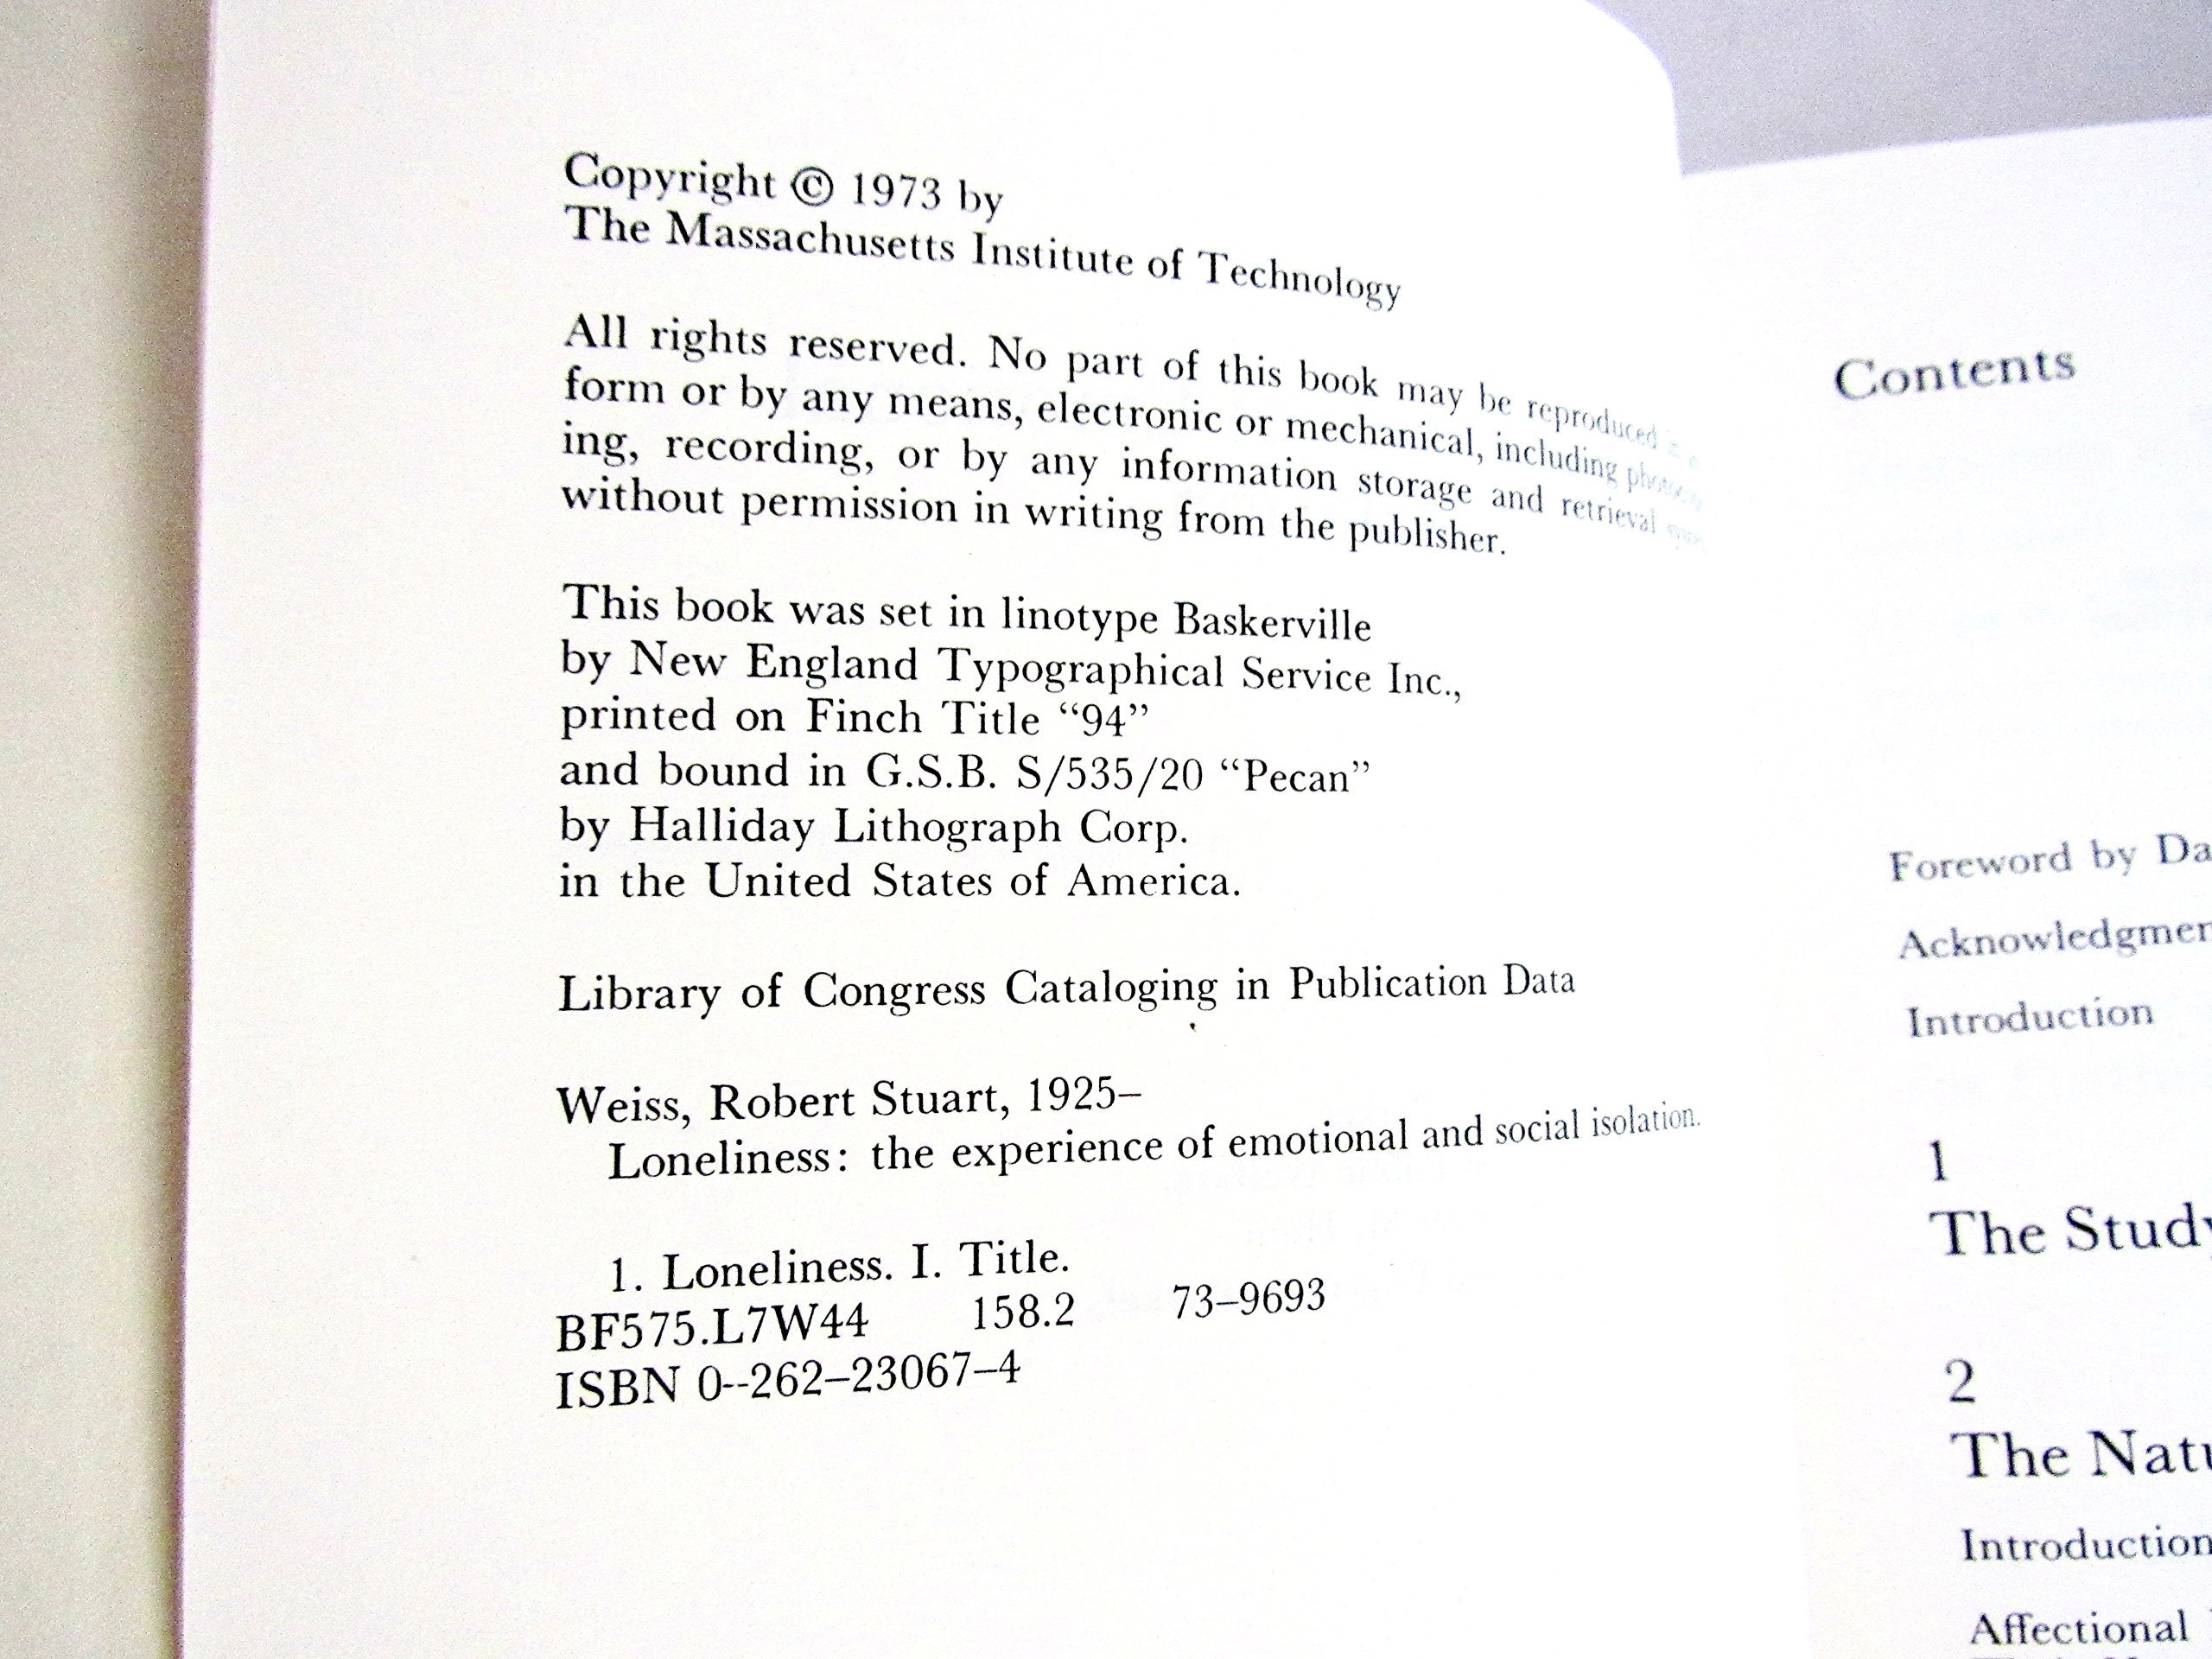 Copyright © 1973 by
The Massachusetts Institute of Technology
All rights reserved. No part of this book may be reproduced
form or by any means, electronic or mechanical, including
ing, recording, or by any information storage and retrieval
without permission in writing from the publisher.
This book was set in linotype Baskerville
by New England Typographical Service Inc.,
printed on Finch Title “94”
and bound in G.S.B. S/535/20 “Pecan”
by Halliday Lithograph Corp.
in the United States of America.
Library of Congress Cataloging in Publication Data
Weiss, Robert Stuart, 1925–
Loneliness: the experience of emotional and social isolation.
1. Loneliness. I. Title.
BF575.L7W44 158.2 73–9693
ISBN 0--262–23067–4
Contents
Foreword by Da
Acknowledgmen
Introduction
1
The Study
2
The Natu
Introduction
Affectional